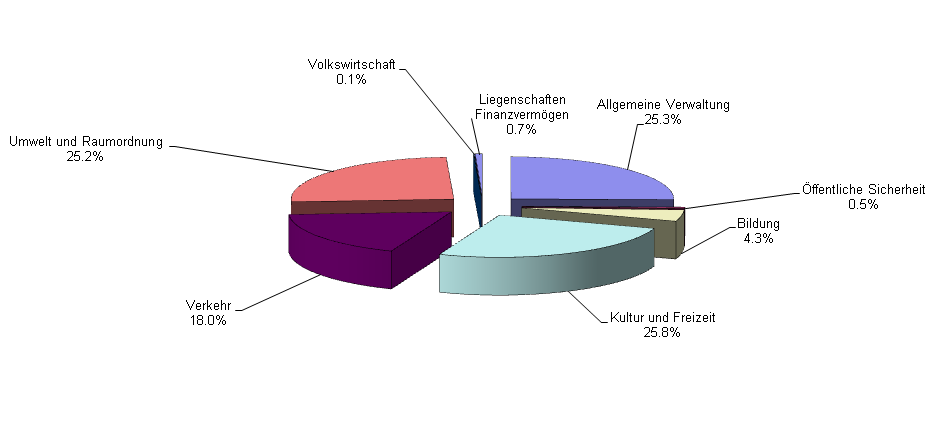 Volkswirtschaft
0.1%
Liegenschaften
Finanzvermögen
0.7%
Allgemeine Verwaltung
25.3%
Umwelt und Raumordnung
25.2%
Öffentliche Sicherheit
0.5%
Bildung
4.3%
Verkehr
18.0%
Kultur und Freizeit
25.8%